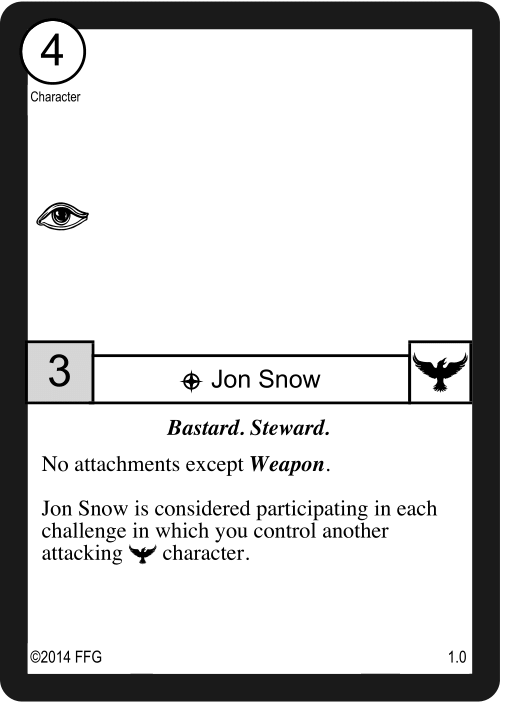 4
Character
3
Jon Snow
Bastard. Steward.
No attachments except Weapon.
Jon Snow is considered participating in each
challenge in which you control another
attacking character.
©2014 FFG
1.0